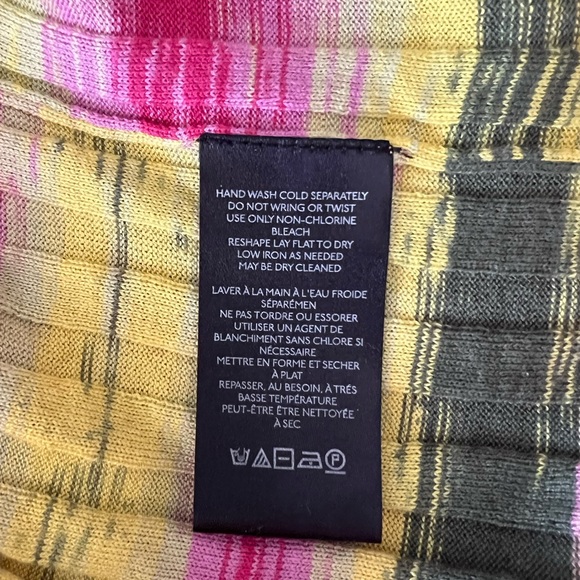 HAND WASH COLD SEPARATELY
DO NOT WRING OR TWIST
USE ONLY NON-CHLORINE
BLEACH
RESHAPE LAY FLAT TO DRY
LOW IRON AS NEEDED
MAY BE DRY CLEANED
LAVER À LA MAIN À L'EAU FROIDE
SÉPARÉMEN
NE PAS TORDRE OU ESSORER
UTILISER UN AGENT DE
BLANCHIMENT SANS CHLORE SI
NÉCESSAIRE
METTRE EN FORME ET SECHER
À PLAT
REPASSER, AU BESOIN, À TRÉS
BASSE TEMPÉRATURE
PEUT-ÊTRE ÊTRE NETTOYÉE
À SEC
P